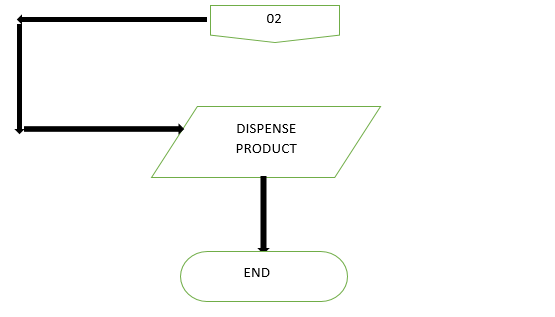 02
DISPENSE
PRODUCT
END